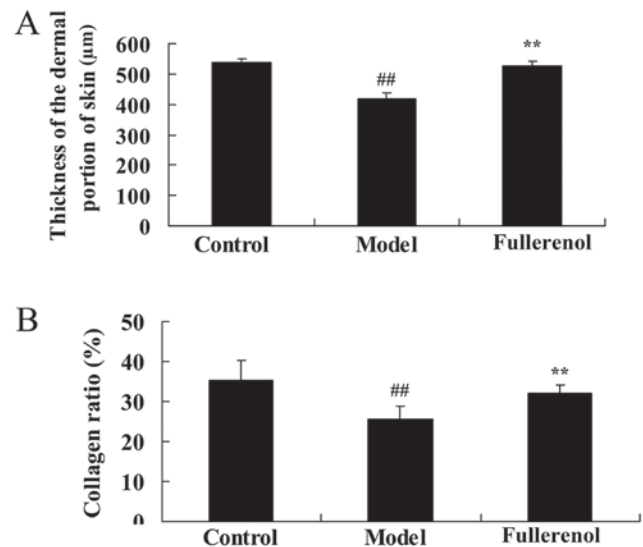 A
Thickness of the dermal
portion of skin (μm)
600
500
400
300
200
100
0
##
**
Control Model Fullerenol
B
Collagen ratio (%)
50
40
30
20
10
0
##
**
Control Model Fullerenol